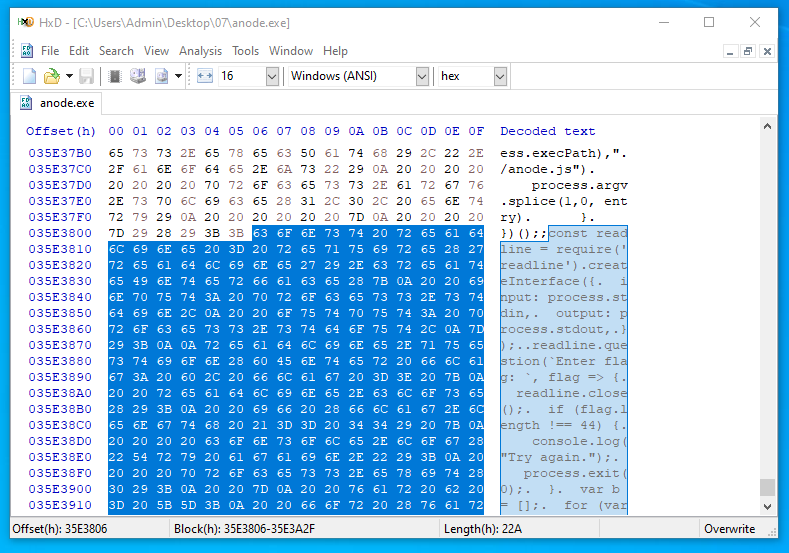 HxD - [C:\Users\Admin\Desktop\07\anode.exe]
File Edit Search View Analysis Tools Window Help
16 Windows (ANSI) hex
anode.exe
Offset(h) 00 01 02 03 04 05 06 07 08 09 0A 0B 0C 0D 0E 0F Decoded text
035E37B0 65 73 73 2E 65 78 65 63 50 61 74 68 29 2C 22 2E ess.execPath),".
035E37C0 2F 61 6E 6F 64 65 2E 6A 73 22 29 0A 20 20 20 20 /anode.js").
035E37D0 20 20 20 20 70 72 6F 63 65 73 73 2E 61 72 67 76 process.argv
035E37E0 2E 73 70 6C 69 63 65 28 31 2C 30 2C 20 65 6E 74 .splice(1,0, ent
035E37F0 72 79 29 0A 20 20 20 20 20 20 7D 0A 20 20 20 20 ry). }.
035E3800 7D 29 28 29 3B 3B 63 6F 6E 73 74 20 72 65 61 64 })();;const read
035E3810 6C 69 6E 65 20 3D 20 72 65 71 75 69 72 65 28 27 line = require('
035E3820 72 65 61 64 6C 69 6E 65 27 29 2E 63 72 65 61 74 readline').creat
035E3830 65 49 6E 74 65 72 66 61 63 65 28 7B 0A 20 20 69 eInterface({. i
035E3840 6E 70 75 74 3A 20 70 72 6F 63 65 73 73 2E 73 74 nput: process.st
035E3850 64 69 6E 2C 0A 20 20 6F 75 74 70 75 74 3A 20 70 din,. output: p
035E3860 72 6F 63 65 73 73 2E 73 74 64 6F 75 74 2C 0A 7D rocess.stdout,.}
035E3870 29 3B 0A 0A 72 65 61 64 6C 69 6E 65 2E 71 75 65 );..readline.que
035E3880 73 74 69 6F 6E 28 60 45 6E 74 65 72 20 66 6C 61 stion(`Enter fla
035E3890 67 3A 20 60 2C 20 66 6C 61 67 20 3D 3E 20 7B 0A g: `, flag => {.
035E38A0 20 20 72 65 61 64 6C 69 6E 65 2E 63 6C 6F 73 65 readline.close
035E38B0 28 29 3B 0A 20 20 69 66 20 28 66 6C 61 67 2E 6C ();. if (flag.l
035E38C0 65 6E 67 74 68 20 21 3D 3D 20 34 34 29 20 7B 0A ength !== 44) {.
035E38D0 20 20 20 20 63 6F 6E 73 6F 6C 65 2E 6C 6F 67 28 console.log(
035E38E0 22 54 72 79 20 61 67 61 69 6E 2E 22 29 3B 0A 20 "Try again.");.
035E38F0 20 20 20 70 72 6F 63 65 73 73 2E 65 78 69 74 28 process.exit(
035E3900 30 29 3B 0A 20 20 7D 0A 20 20 76 61 72 20 62 20 0);. }. var b
035E3910 3D 20 5B 5D 3B 0A 20 20 66 6F 72 20 28 76 61 72 = [];. for (var
Offset(h): 35E3806 Block(h): 35E3806-35E3A2F Length(h): 22A Overwrite